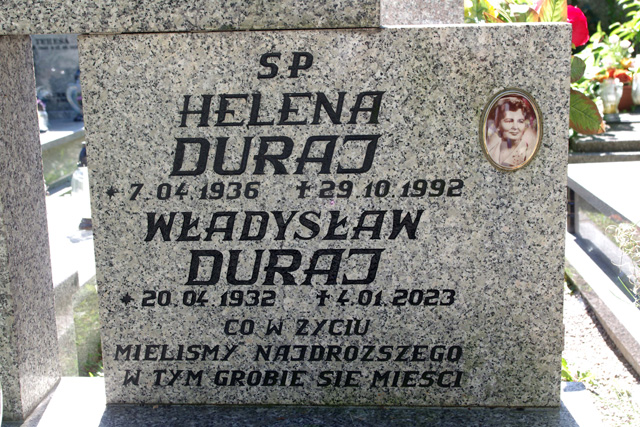 SP
HELENA
DURAJ
* 7.04.1936 † 29.10.1992
WŁADYSŁAW
DURAJ
* 20.04.1932 † 4.01.2023
CO W ŻYCIU
MIELIŚMY NAJDROŻSZEGO
W TYM GROBIE SIĘ MIEŚCI